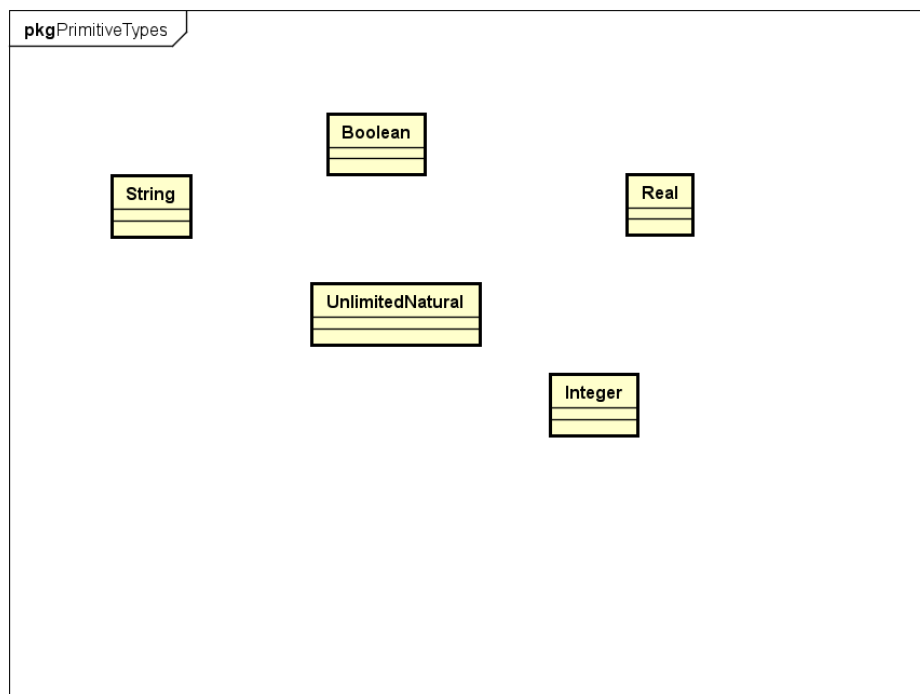 pkgPrimitiveTypes
Boolean
String
Real
UnlimitedNatural
Integer